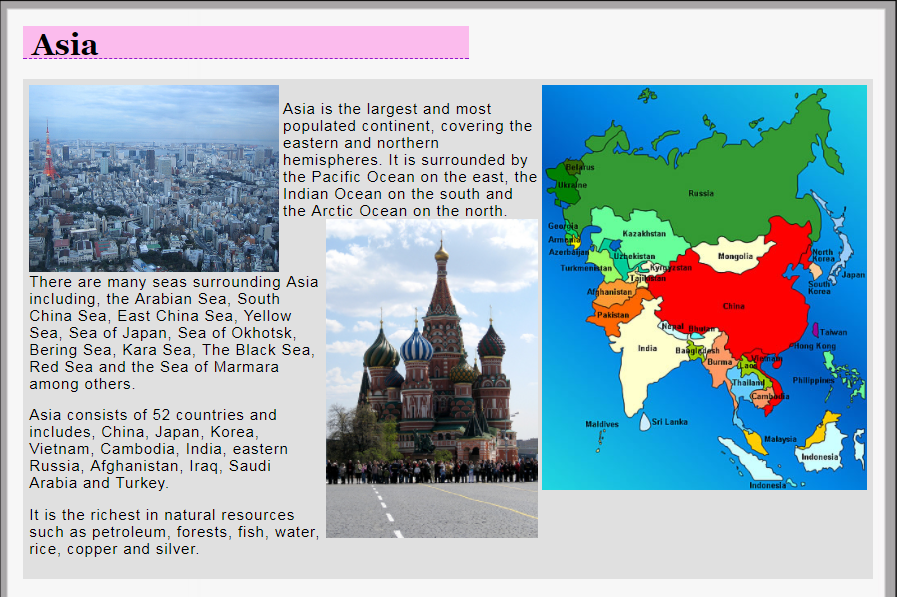 Asia
Asia is the largest and most
populated continent, covering the
eastern and northern
hemispheres. It is surrounded by
the Pacific Ocean on the east, the
Indian Ocean on the south and
the Arctic Ocean on the north.
There are many seas surrounding Asia
including, the Arabian Sea, South
China Sea, East China Sea, Yellow
Sea, Sea of Japan, Sea of Okhotsk,
Bering Sea, Kara Sea, The Black Sea,
Red Sea and the Sea of Marmara
among others.
Asia consists of 52 countries and
includes, China, Japan, Korea,
Vietnam, Cambodia, India, eastern
Russia, Afghanistan, Iraq, Saudi
Arabia and Turkey.
It is the richest in natural resources
such as petroleum, forests, fish, water,
rice, copper and silver.
Belarus
Ukraine
Russia
Georgia
Armenia
Azerbaijan
Kazakhstan
Uzbekistan
Turkmenistan
Kyrgyzstan
Tajikistan
Mongolia
North
Korea
Japan
South
Korea
Afghanistan
Pakistan
China
Nepal
Bhutan
Taiwan
Hong Kong
India
Bangladesh
Burma
Vietnam
Laos
Thailand
Philippines
Cambodia
Maldives
Sri Lanka
Malaysia
Indonesia
Indonesia